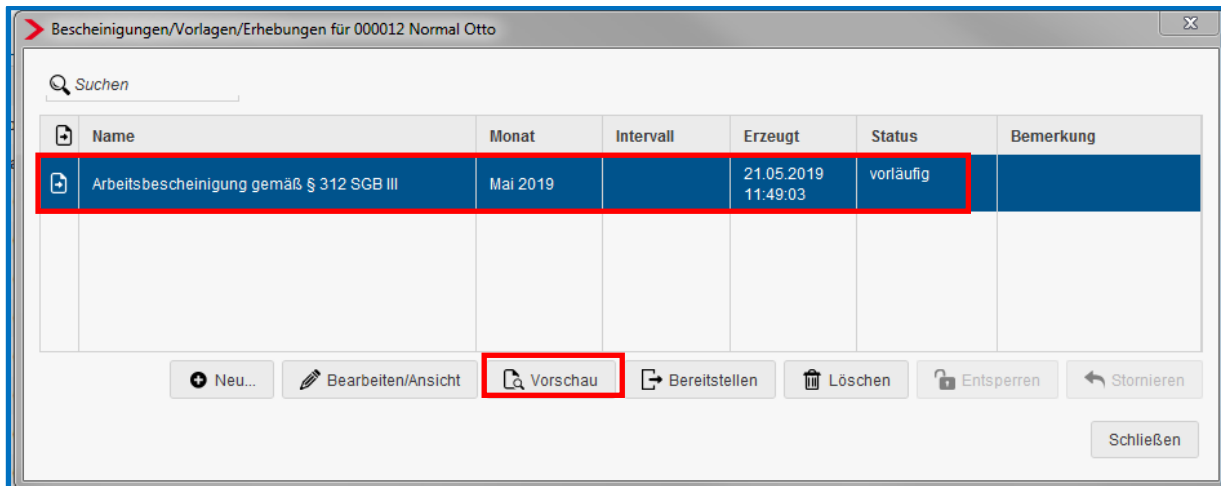 Bescheinigungen/Vorlagen/Erhebungen für 000012 Normal Otto
Suchen
Name Monat Intervall Erzeugt Status Bemerkung
Arbeitsbescheinigung gemäß § 312 SGB III Mai 2019 21.05.2019 11:49:03 vorläufig
Neu... Bearbeiten/Ansicht Vorschau Bereitstellen Löschen Entsperren Stornieren
Schließen